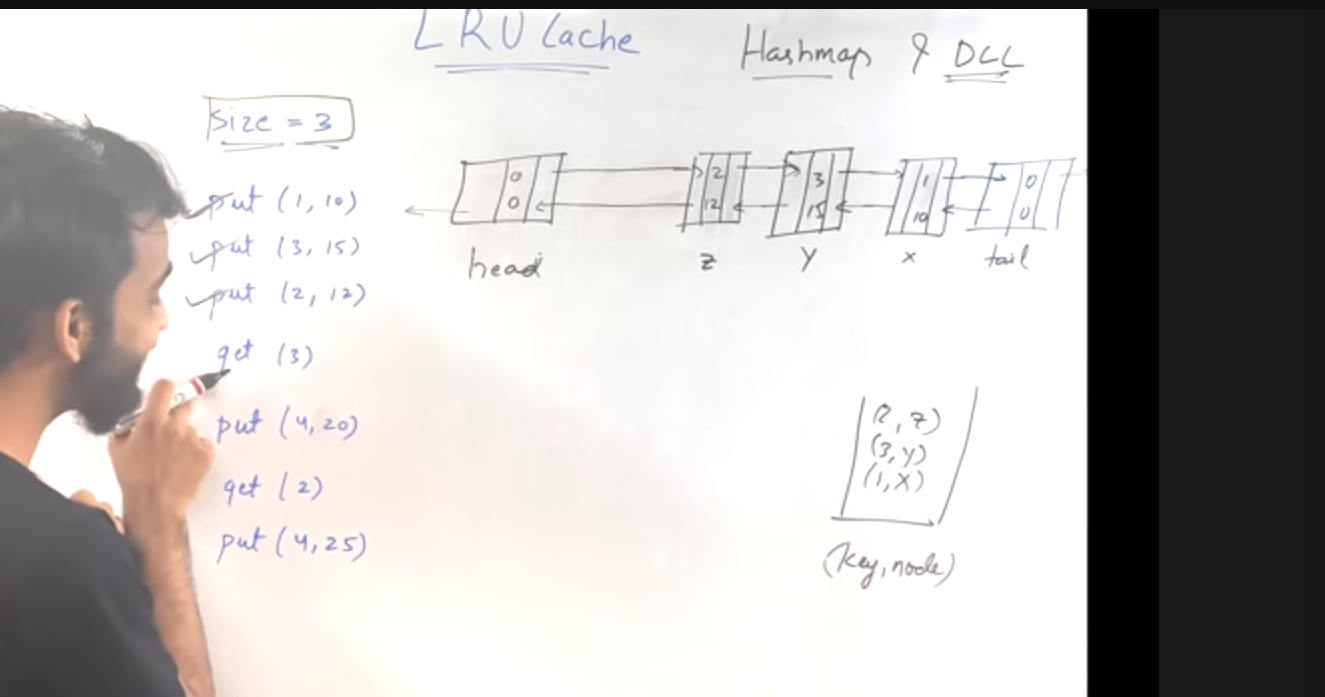 LRU Cache
Hashmap & DLL
Size = 3
put (1, 10)
put (3, 15)
put (2, 12)
get (3)
put (4, 20)
get (2)
put (4, 25)
0 2 3 1 0
0 12 15 10 0
head z y x tail
(2, z)
(3, y)
(1, x)
(key, node)